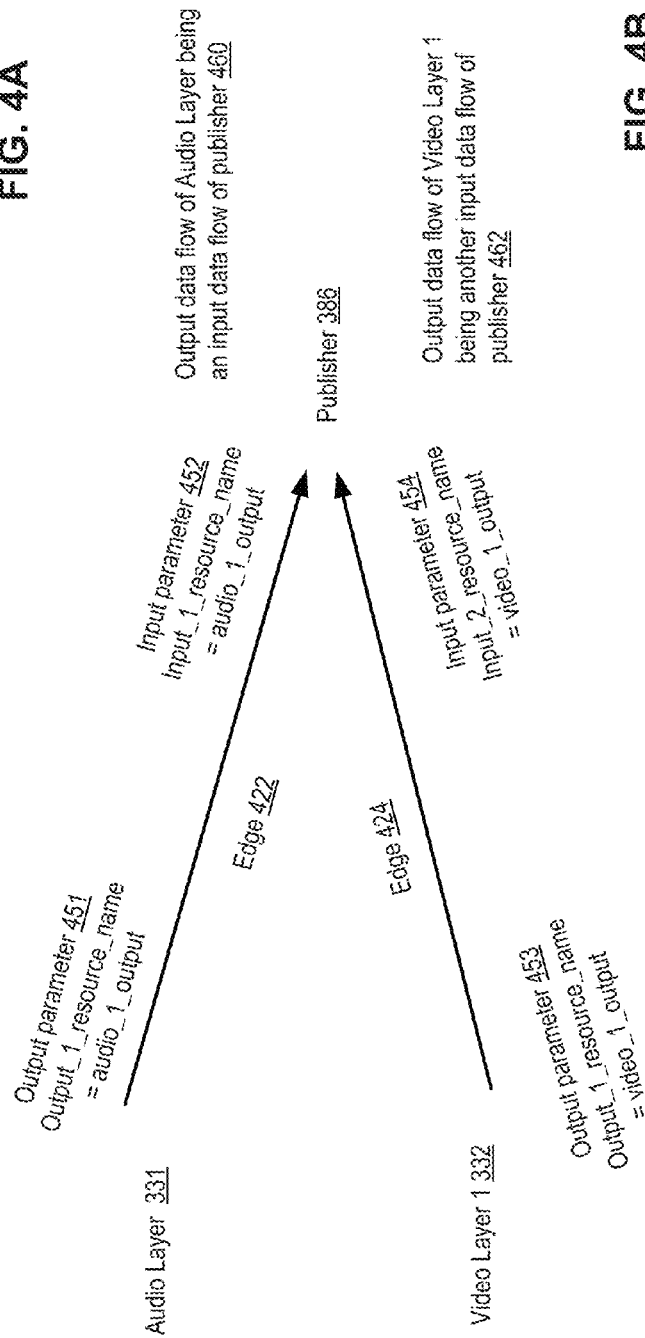 FIG. 4A
Output parameter 451
Output_1_resource_name
= audio_1_output
Input parameter 452
Input_1_resource_name
= audio_1_output
Output data flow of Audio Layer being
an input data flow of publisher 460
Audio Layer 331
Edge 422
Publisher 386
Edge 424
Video Layer 1 332
Input parameter 454
Input_2_resource_name
= video_1_output
Output data flow of Video Layer 1
being another input data flow of
publisher 462
Output parameter 453
Output_1_resource_name
= video_1_output
FIG. 4B